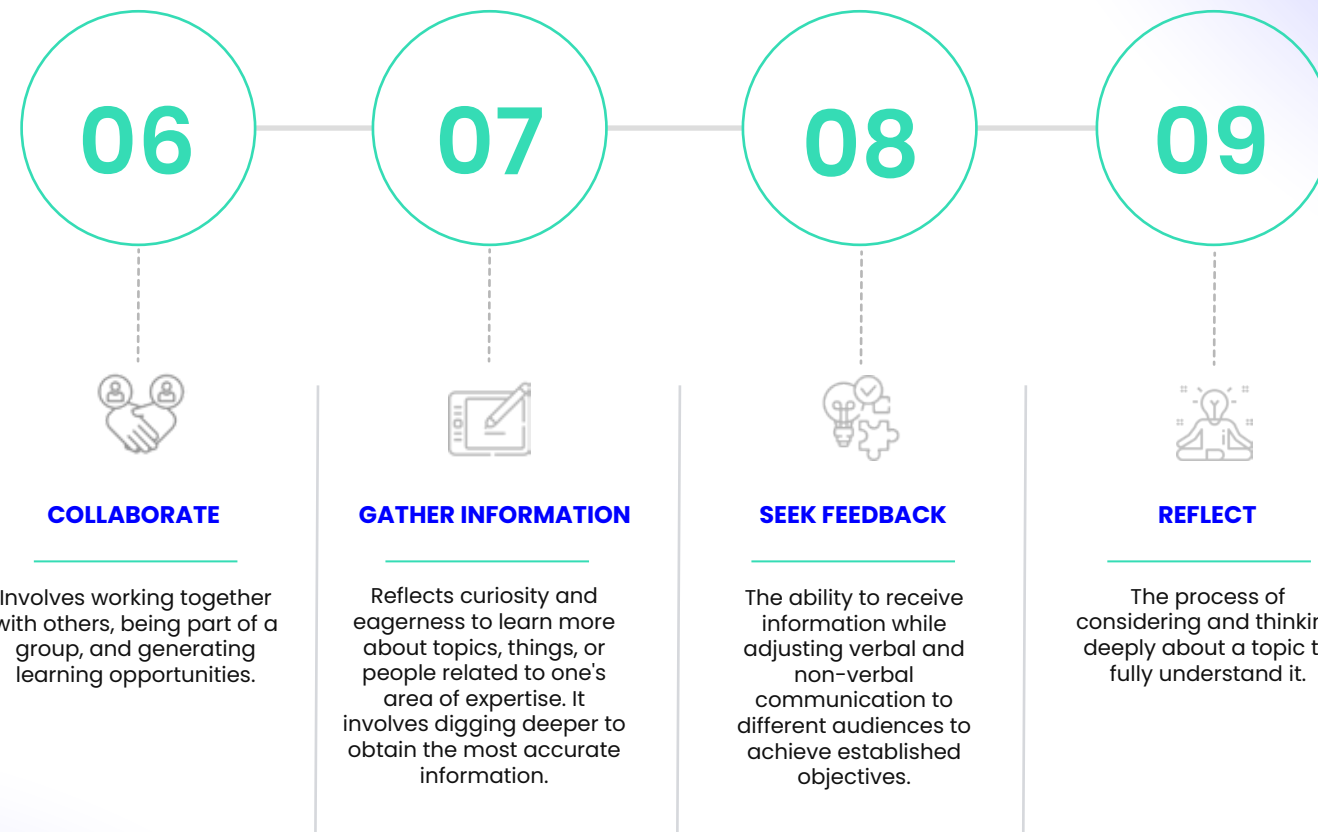 06
07
08
09
COLLABORATE
Involves working together
with others, being part of a
group, and generating
learning opportunities.
GATHER INFORMATION
Reflects curiosity and
eagerness to learn more
about topics, things, or
people related to one's
area of expertise. It
involves digging deeper to
obtain the most accurate
information.
SEEK FEEDBACK
The ability to receive
information while
adjusting verbal and
non-verbal
communication to
different audiences to
achieve established
objectives.
REFLECT
The process of
considering and
deeply about a topic
fully understand it.